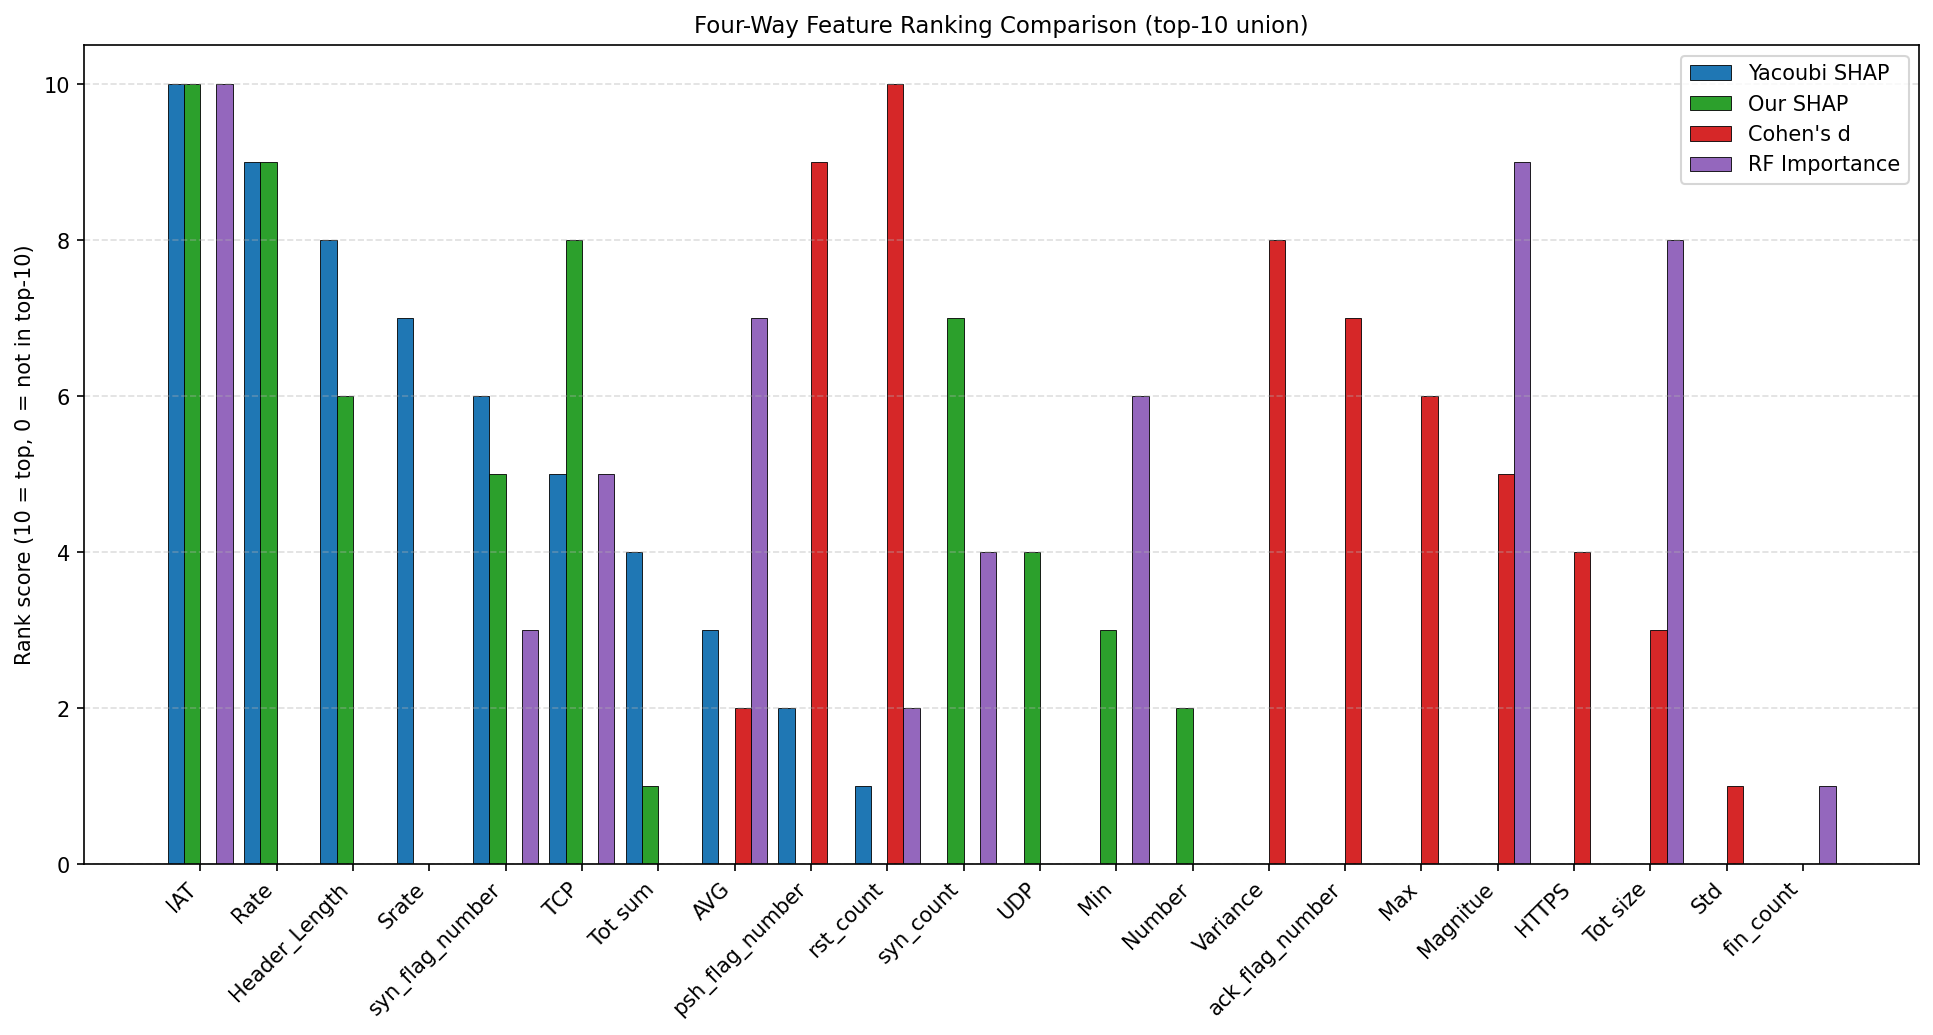 Four-Way Feature Ranking Comparison (top-10 union)
Yacoubi SHAP
Our SHAP
Cohen's d
RF Importance
Rank score (10 = top, 0 = not in top-10)
10
8
6
4
2
0
IAT
Rate
Header_Length
Srate
syn_flag_number
TCP
Tot sum
AVG
psh_flag_number
rst_count
syn_count
UDP
Min
Number
Variance
ack_flag_number
Max
Magnitue
HTTPS
Tot size
Std
fin_count